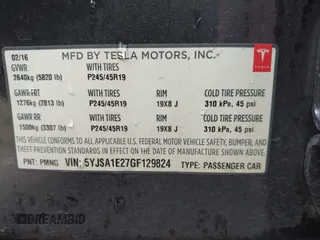 MFD BY TESLA MOTORS, INC.
TESLA
02/16
GVWR WITH TIRES
2640kg (5820 lb) P245/45R19
GAWR FRT WITH TIRES RIM COLD TIRE PRESSURE
1276kg (2813 lb) P245/45R19 19X8 J 310 kPa, 45 psi
GAWR RR WITH TIRES RIM COLD TIRE PRESSURE
1500kg (3307 lb) P245/45R19 19X8 J 310 kPa, 45 psi
THIS VEHICLE CONFORMS TO ALL APPLICABLE
FEDERAL MOTOR VEHICLE SAFETY, BUMPER, AND
THEFT PREVENTION STANDARDS IN EFFECT ON THE
DATE OF MANUFACTURE SHOWN ABOVE.
PNT: PMNG VIN: 5YJSA1E27GF129824 TYPE: PASSENGER CAR
DREAMBID